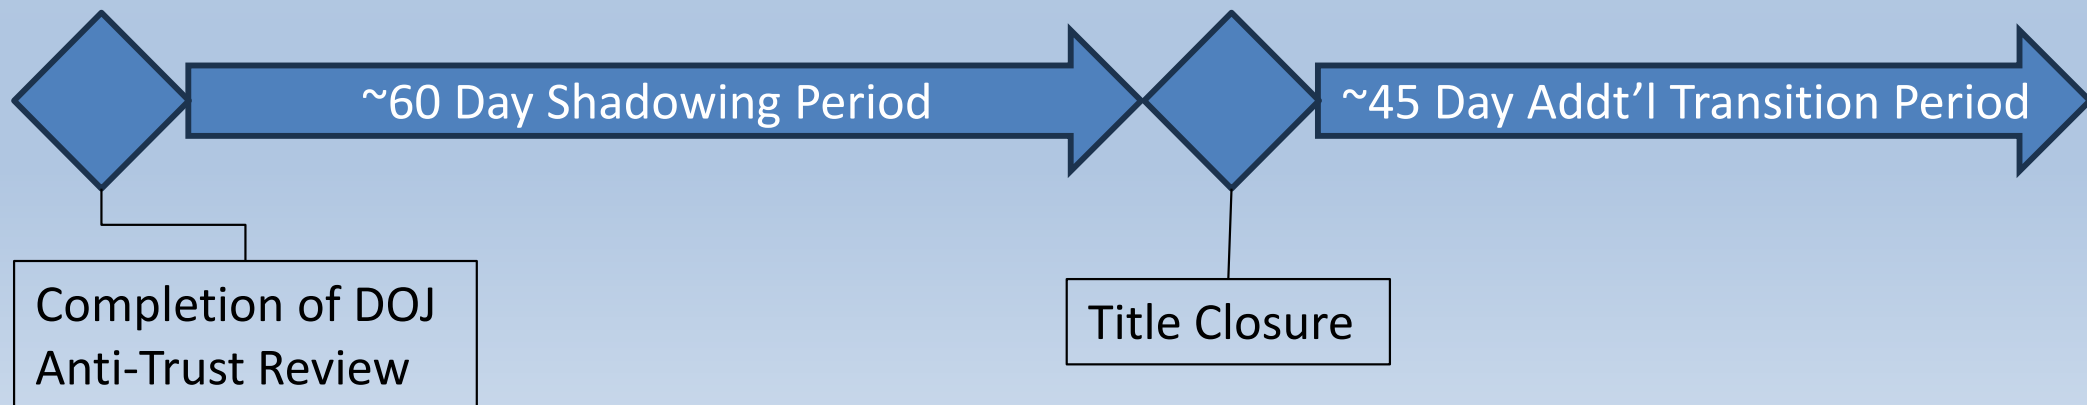 ~60 Day Shadowing Period
~45 Day Addt’l Transition Period
Completion of DOJ
Anti-Trust Review
Title Closure